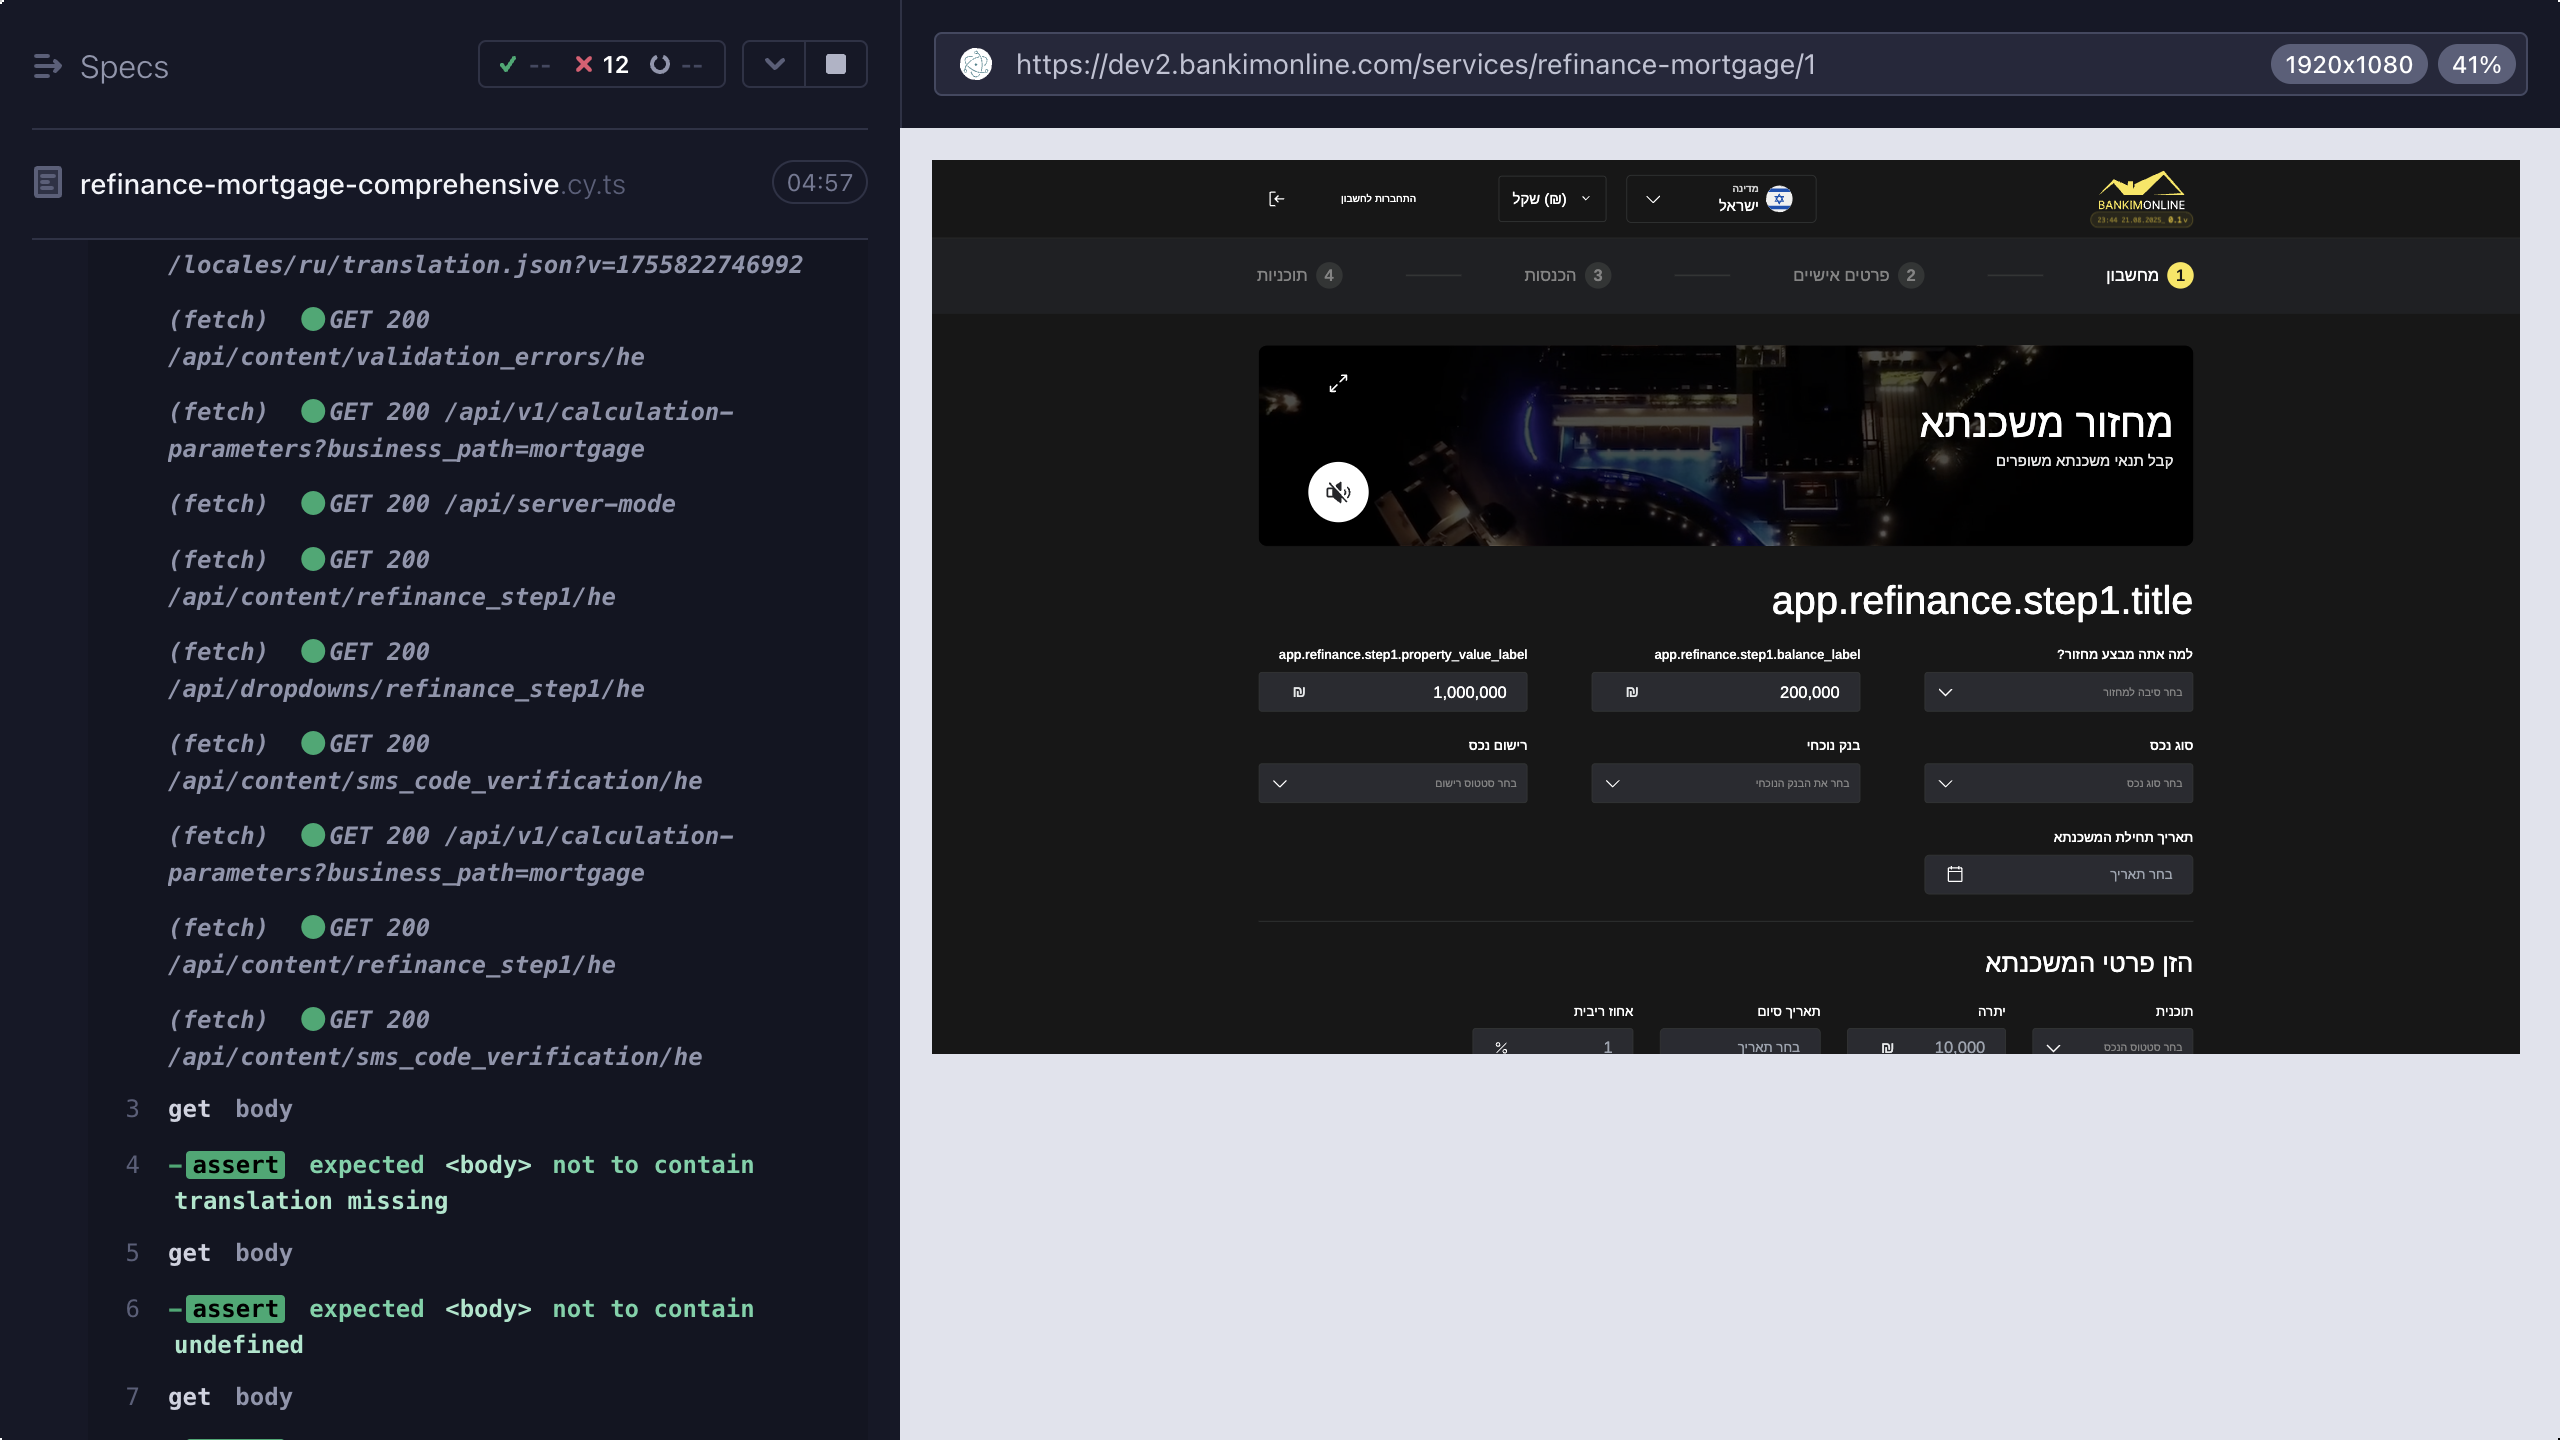 Specs
-- 12 --
refinance-mortgage-comprehensive.cy.ts 04:57
/locales/ru/translation.json?v=1755822746992
(fetch) GET 200
/api/content/validation_errors/he
(fetch) GET 200 /api/v1/calculation-
parameters?business_path=mortgage
(fetch) GET 200 /api/server-mode
(fetch) GET 200
/api/content/refinance_step1/he
(fetch) GET 200
/api/dropdowns/refinance_step1/he
(fetch) GET 200
/api/content/sms_code_verification/he
(fetch) GET 200 /api/v1/calculation-
parameters?business_path=mortgage
(fetch) GET 200
/api/content/refinance_step1/he
(fetch) GET 200
/api/content/sms_code_verification/he
3 get body
4 -assert expected <body> not to contain
translation missing
5 get body
6 -assert expected <body> not to contain
undefined
7 get body
https://dev2.bankimonline.com/services/refinance-mortgage/1 1920x1080 41%
BANKIMONLINE
23:44 21.08.2025, 0.1v
מדינה
ישראל
שקל (₪)
התחברות לחשבון
1 מחשבון
2 פרטים אישיים
3 הכנסות
4 תוכניות
מחזור משכנתא
קבל תנאי משכנתא משופרים
app.refinance.step1.title
למה אתה מבצע מחזור?
בחר סיבה למחזור
app.refinance.step1.balance_label
200,000 ₪
app.refinance.step1.property_value_label
1,000,000 ₪
סוג נכס
בחר סוג נכס
בנק נוכחי
בחר את הבנק הנוכחי
רישום נכס
בחר סטטוס רישום
תאריך תחילת המשכנתא
בחר תאריך
הזן פרטי המשכנתא
תוכנית
בחר סטטוס הנכס
יתרה
10,000 ₪
תאריך סיום
בחר תאריך
אחוז ריבית
1 %